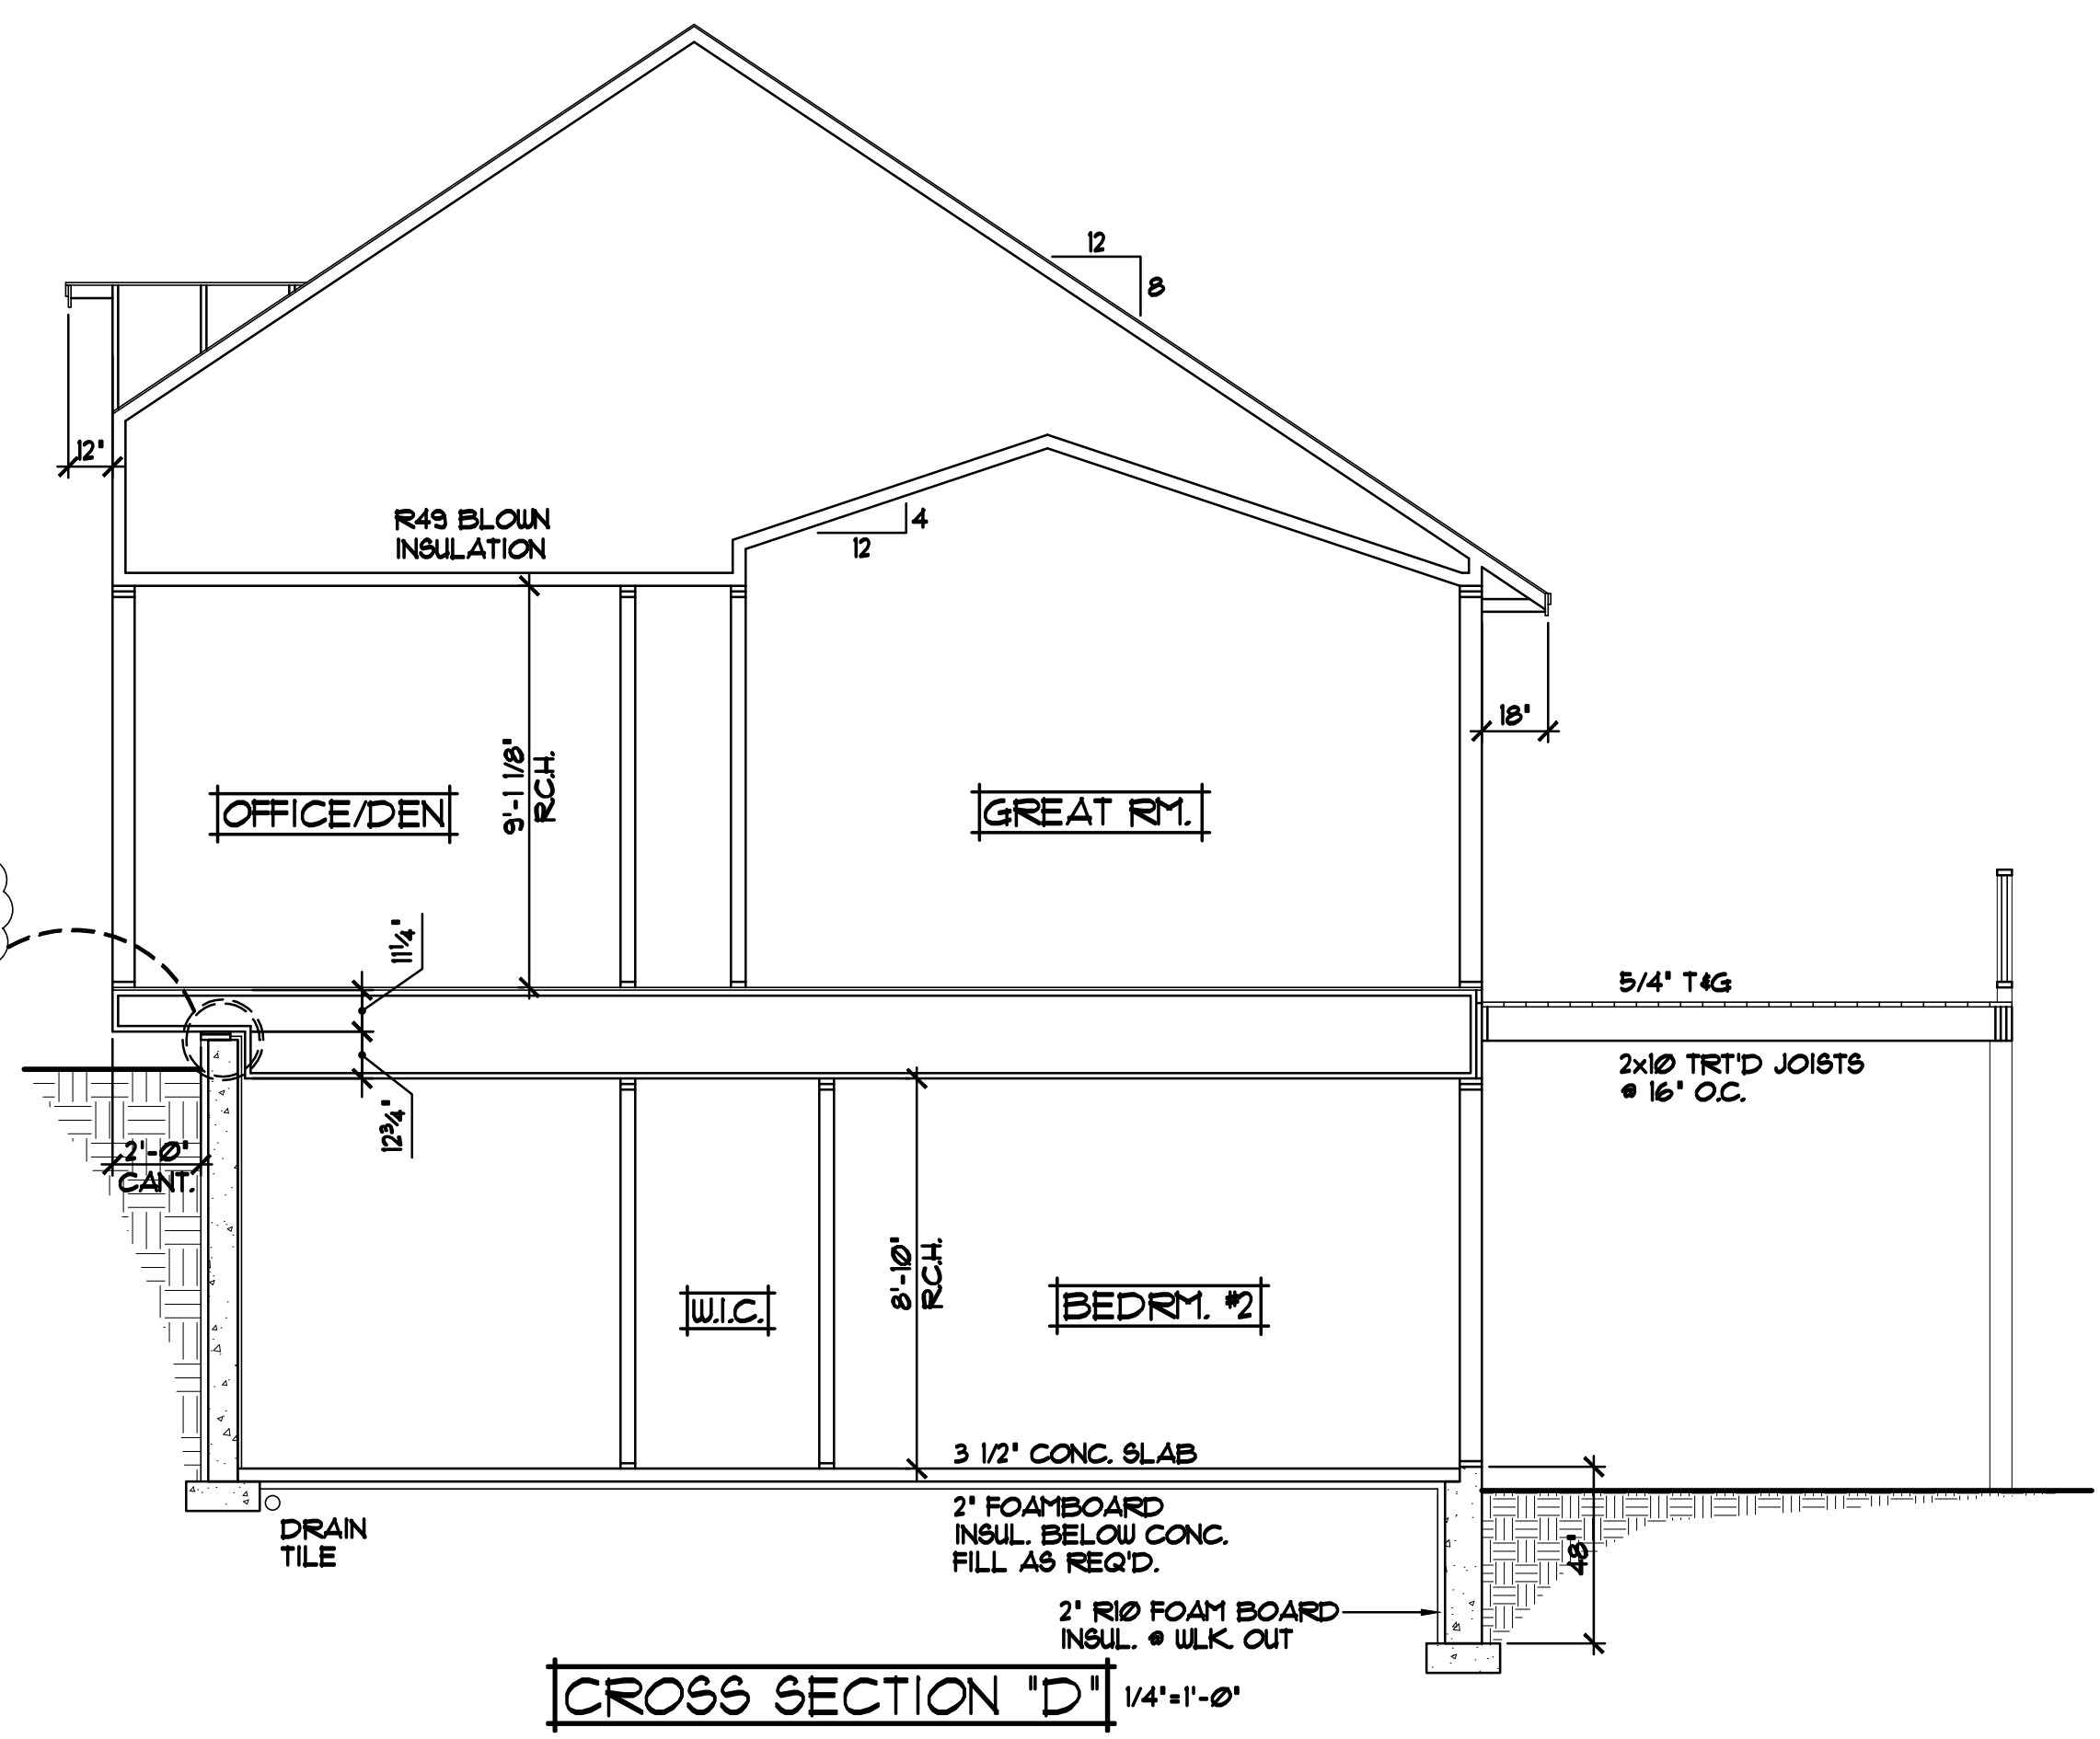 12
8
12"
R49 BLOWN
INSULATION
4
12
18"
9'-1 1/8"
R.C.H.
OFFICE/DEN
GREAT RM.
11¼"
5/4" T&G
2x10 TRT'D JOISTS
@ 16" O.C.
12¾"
2'-0"
CANT.
8'-10"
R.C.H.
W.I.C.
BEDRM. #2
3 1/2" CONC. SLAB
2" FOAMBOARD
INSUL. BELOW CONC.
FILL AS REQ'D.
DRAIN
TILE
48"
2" R10 FOAM BOARD
INSUL. @ WLK. OUT
CROSS SECTION "D"
1/4"=1'-0"